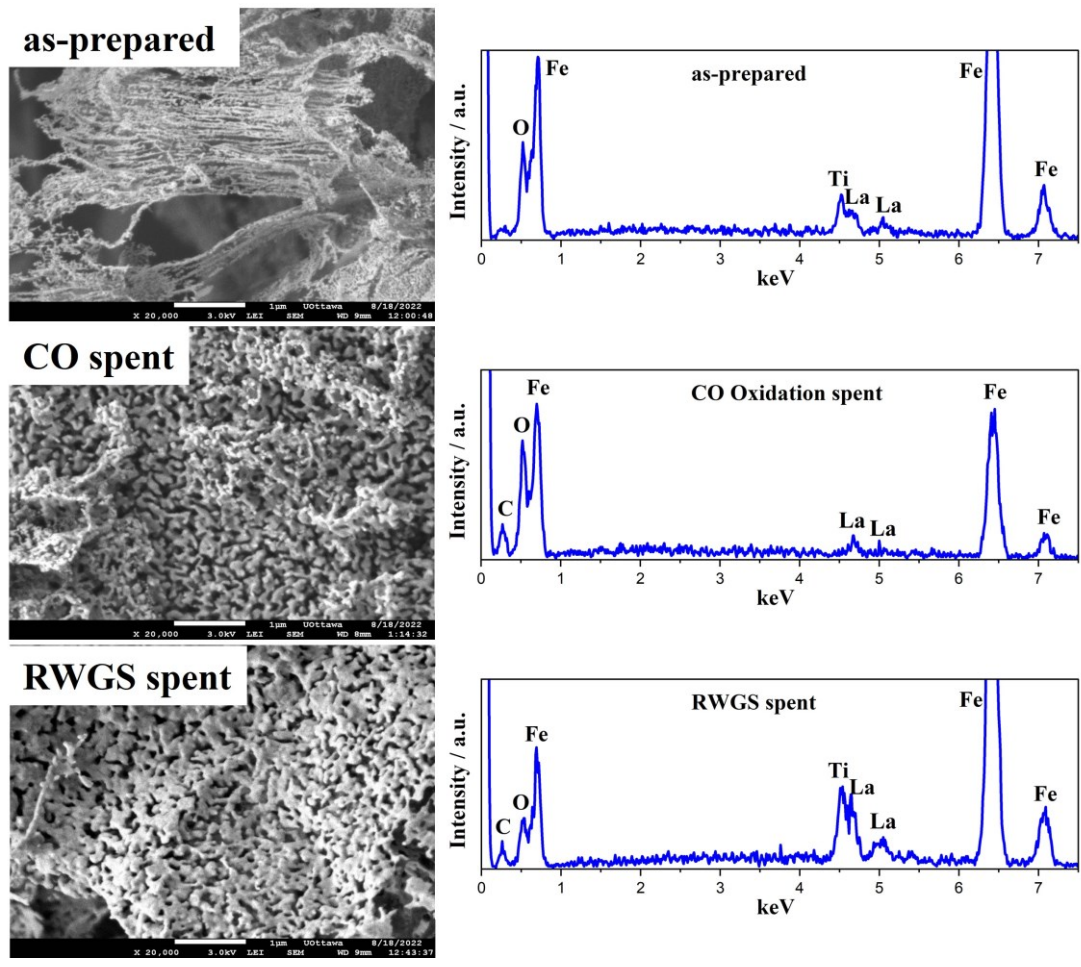 as-prepared
1μm UOttawa 8/18/2022
X 20,000 3.0kV LEI SEM WD 9mm 12:00:48
as-prepared
Fe
O
Ti
La
La
Fe
Fe
Intensity / a.u.
0 1 2 3 4 5 6 7
keV
CO spent
1μm UOttawa 8/18/2022
X 20,000 3.0kV LEI SEM WD 8mm 1:14:32
CO Oxidation spent
C
O
Fe
La
La
Fe
Fe
Intensity / a.u.
0 1 2 3 4 5 6 7
keV
RWGS spent
1μm UOttawa 8/18/2022
X 20,000 3.0kV LEI SEM WD 9mm 12:43:37
RWGS spent
C
O
Fe
Ti
La
La
Fe
Fe
Intensity / a.u.
0 1 2 3 4 5 6 7
keV